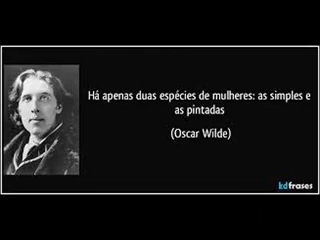 Há apenas duas espécies de mulheres: as simples e
as pintadas
(Oscar Wilde)
kdfrases